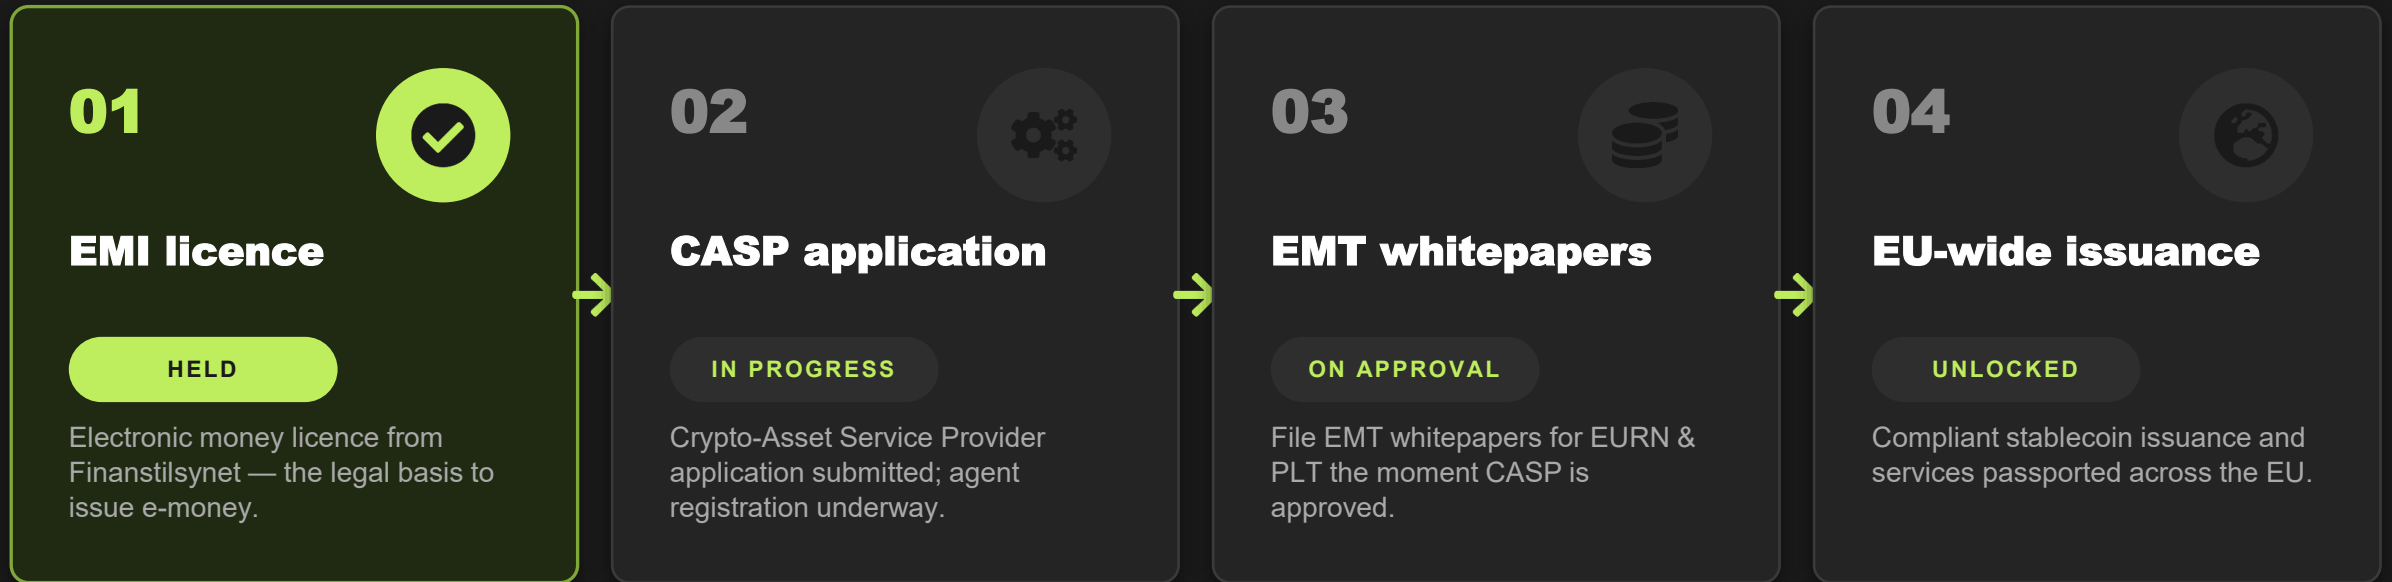 01
EMI licence
HELD
Electronic money licence from
Finanstilsynet — the legal basis to
issue e-money.
02
CASP application
IN PROGRESS
Crypto-Asset Service Provider
application submitted; agent
registration underway.
03
EMT whitepapers
ON APPROVAL
File EMT whitepapers for EURN &
PLT the moment CASP is
approved.
04
EU-wide issuance
UNLOCKED
Compliant stablecoin issuance and
services passported across the EU.